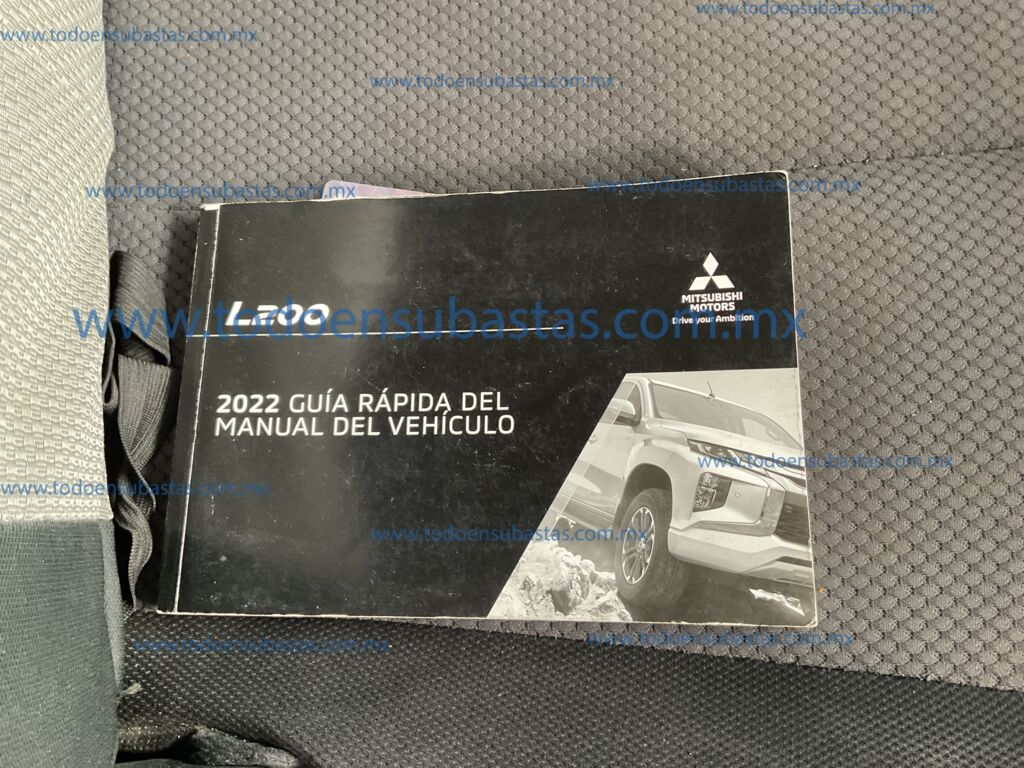 www.todoensubastas.com.mx
www.todoensubastas.com.mx
www.todoensubastas.com.mx
www.todoensubastas.com.mx
www.todoensubastas.com.mx
MITSUBISHI
MOTORS
Drive your Ambition
L200
www.todoensubastas.com.mx
2022 GUÍA RÁPIDA DEL
MANUAL DEL VEHÍCULO
www.todoensubastas.com.mx
www.todoensubastas.com.mx
www.todoensubastas.com.mx
www.todoensubastas.com.mx
www.todoensubastas.com.mx